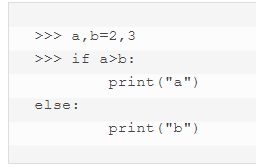 >>> a,b=2,3
>>> if a>b:
        print("a")
else:
        print("b")